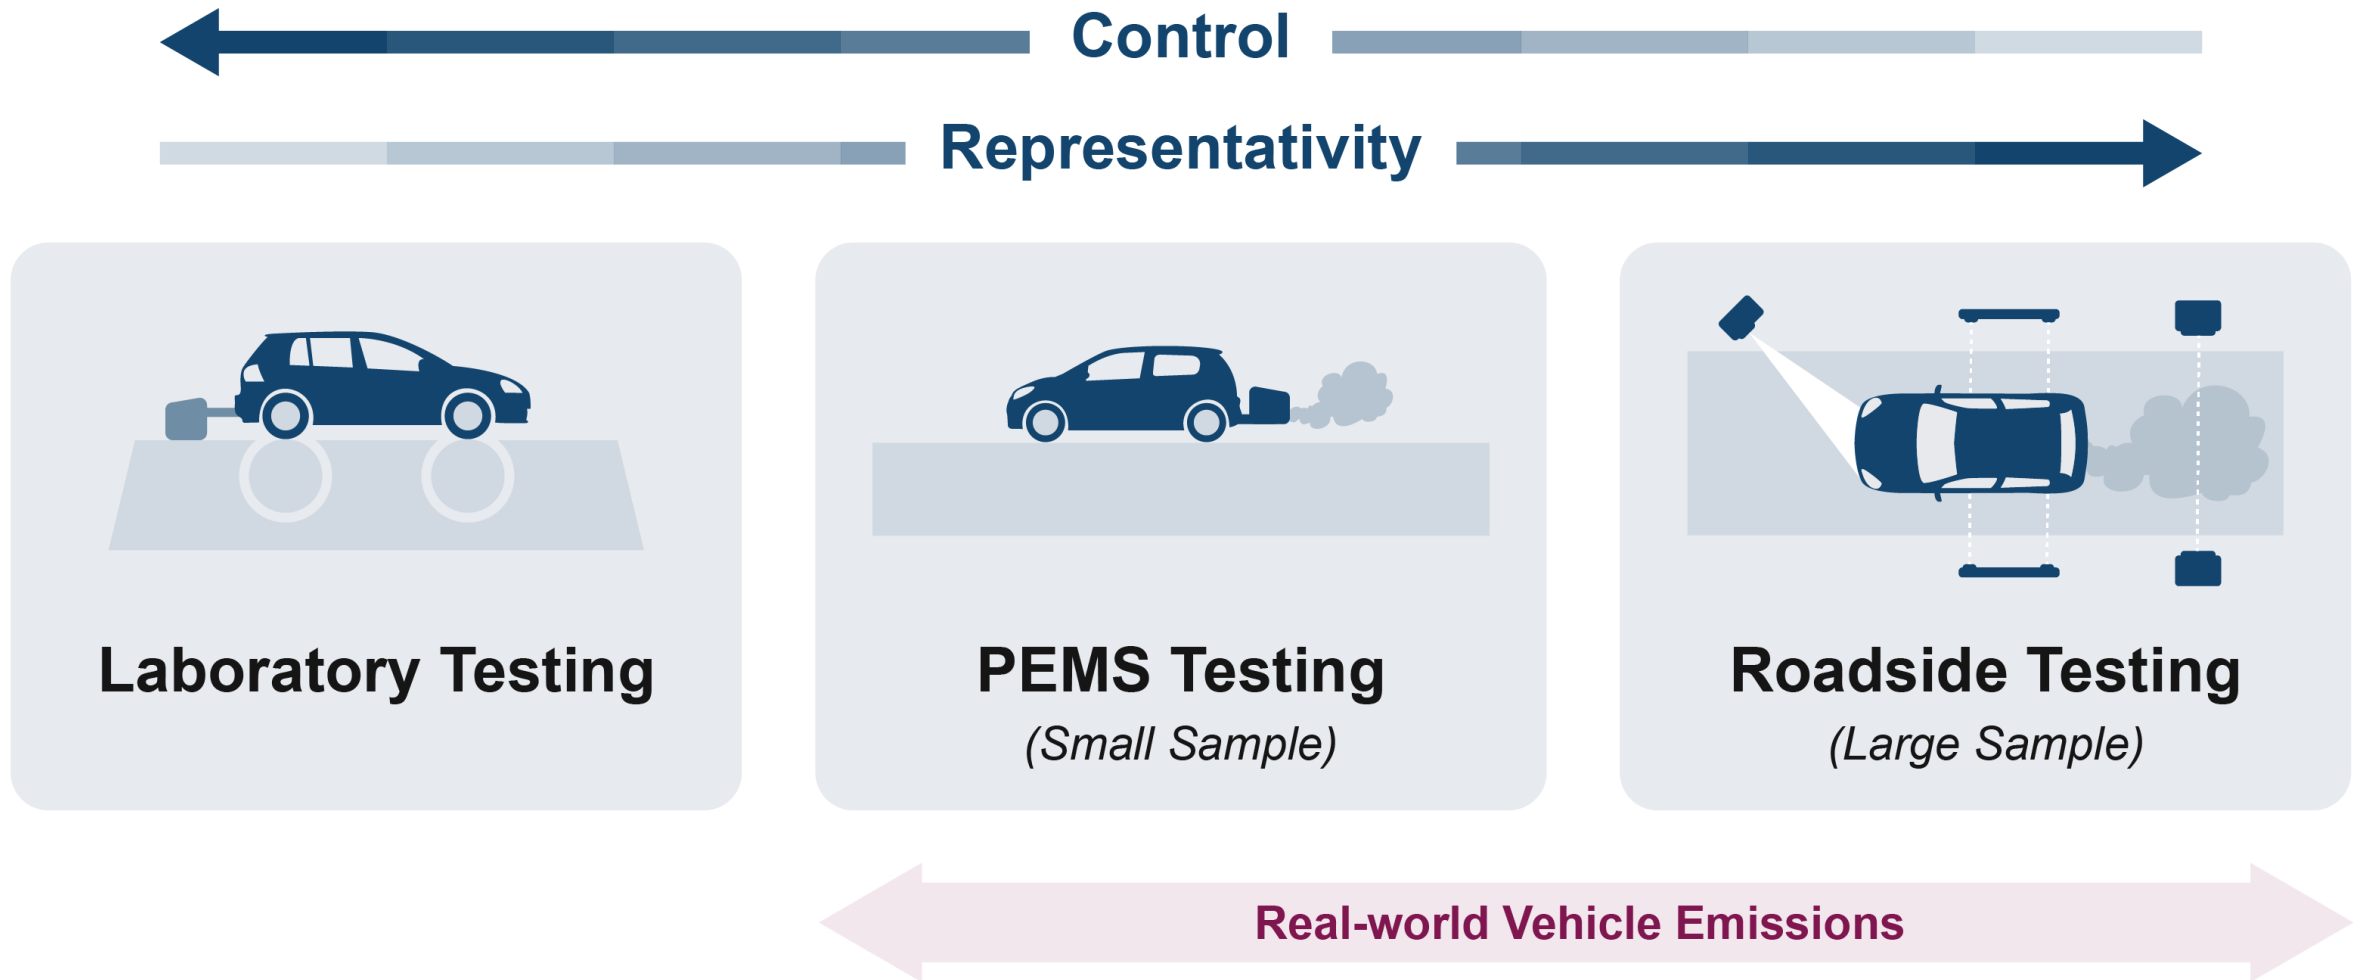 Control
Representativity
Laboratory Testing
PEMS Testing
(Small Sample)
Roadside Testing
(Large Sample)
Real-world Vehicle Emissions